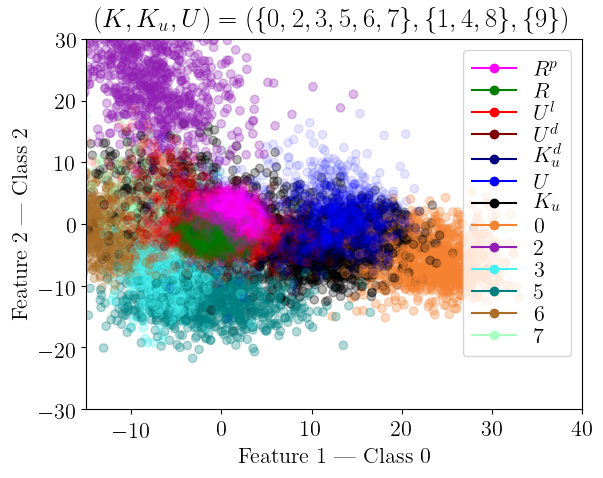 (K, K_u, U) = ({0, 2, 3, 5, 6, 7}, {1, 4, 8}, {9})
30
20
10
0
−10
−20
−30
Feature 2 — Class 2
R^p
R
U^l
U^d
K_u^d
U
K_u
0
2
3
5
6
7
−10
0
10
20
30
40
Feature 1 — Class 0